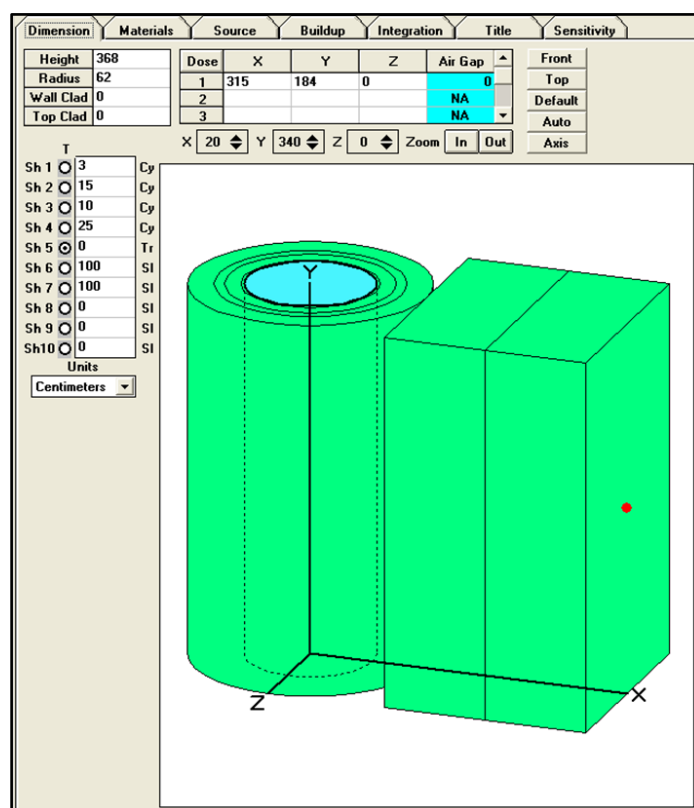 Dimension Materials Source Buildup Integration Title Sensitivity
Height 368
Radius 62
Wall Clad 0
Top Clad 0
Dose X Y Z Air Gap
1 315 184 0 0
2 NA
3 NA
Front
Top
Default
Auto
Axis
X 20 Y 340 Z 0 Zoom In Out
T
Sh 1 3 Cy
Sh 2 15 Cy
Sh 3 10 Cy
Sh 4 25 Cy
Sh 5 0 Tr
Sh 6 100 Sl
Sh 7 100 Sl
Sh 8 0 Sl
Sh 9 0 Sl
Sh10 0 Sl
Units
Centimeters
Y
Z
X